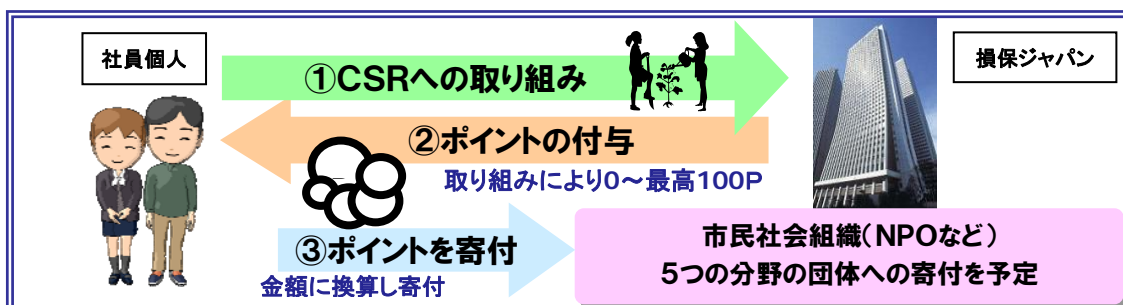 社員個人
損保ジャパン
①CSRへの取り組み
②ポイントの付与
取り組みにより0～最高100P
③ポイントを寄付
金額に換算し寄付
市民社会組織(NPOなど)
5つの分野の団体への寄付を予定